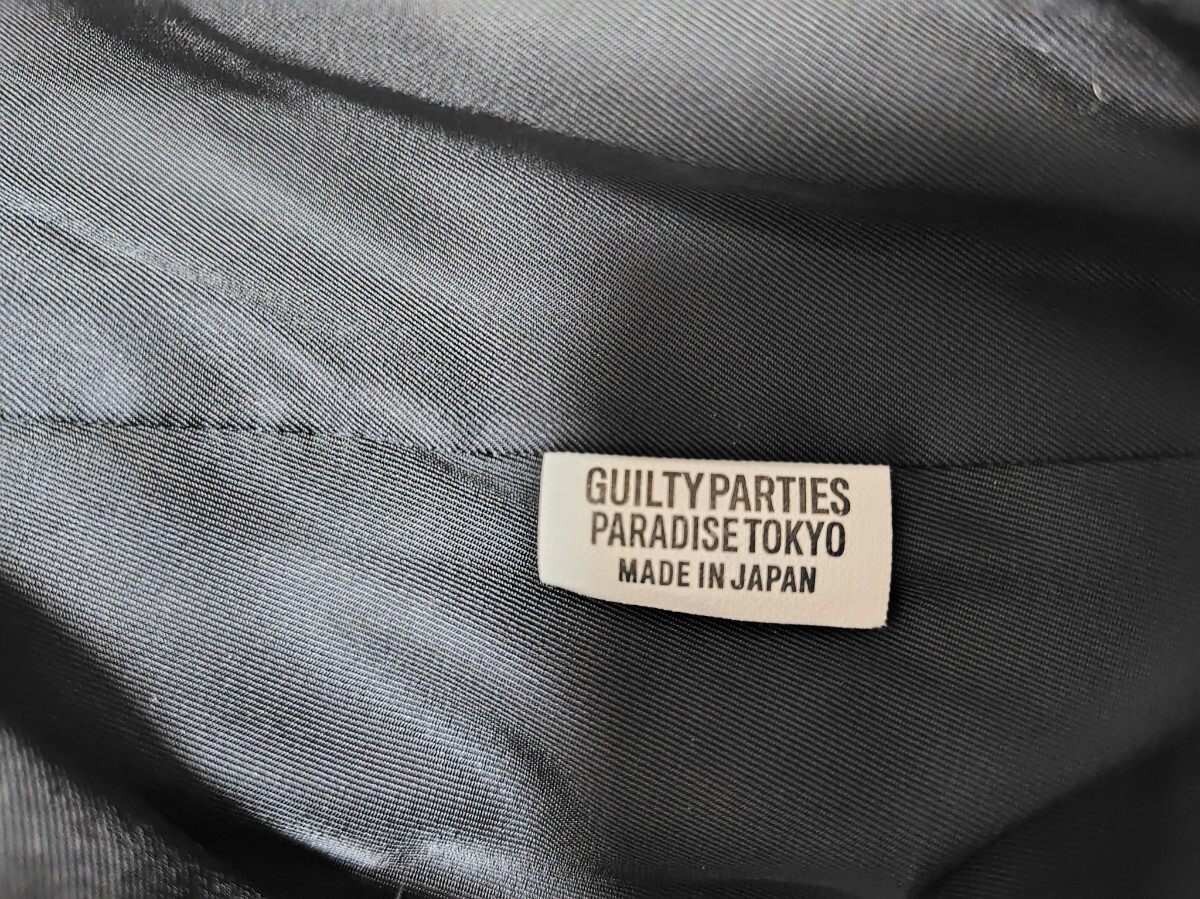 GUILTY PARTIES
PARADISE TOKYO
MADE IN JAPAN